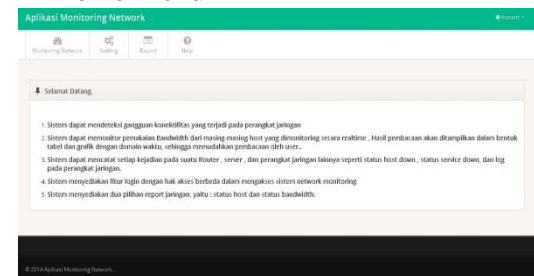 Aplikasi Monitoring Network
Account
Monitoring Network
Setting
Report
Help
Selamat Datang,
1. Sistem dapat mendeteksi gangguan konektifitas yang terjadi pada perangkat jaringan
2. Sistem dapat memonitor pemakaian Bandwidth dari masing-masing host yang dimonitoring secara realtime , Hasil pembacaan akan ditampilkan dalam bentuk
tabel dan grafik dengan domain waktu, sehingga memudahkan pembacaan oleh user..
3. Sistem dapat mencatat setiap kejadian pada suatu Router , server , dan perangkat jaringan lainnya seperti status host down , status service down, dan log
pada perangkat jaringan.
4. Sistem menyediakan fitur login dengan hak akses berbeda dalam mengakses sistem network monitoring
5. Sistem menyediakan dua pilihan report jaringan, yaitu : status host dan status bandwidth.
© 2014 Aplikasi Monitoring Network.